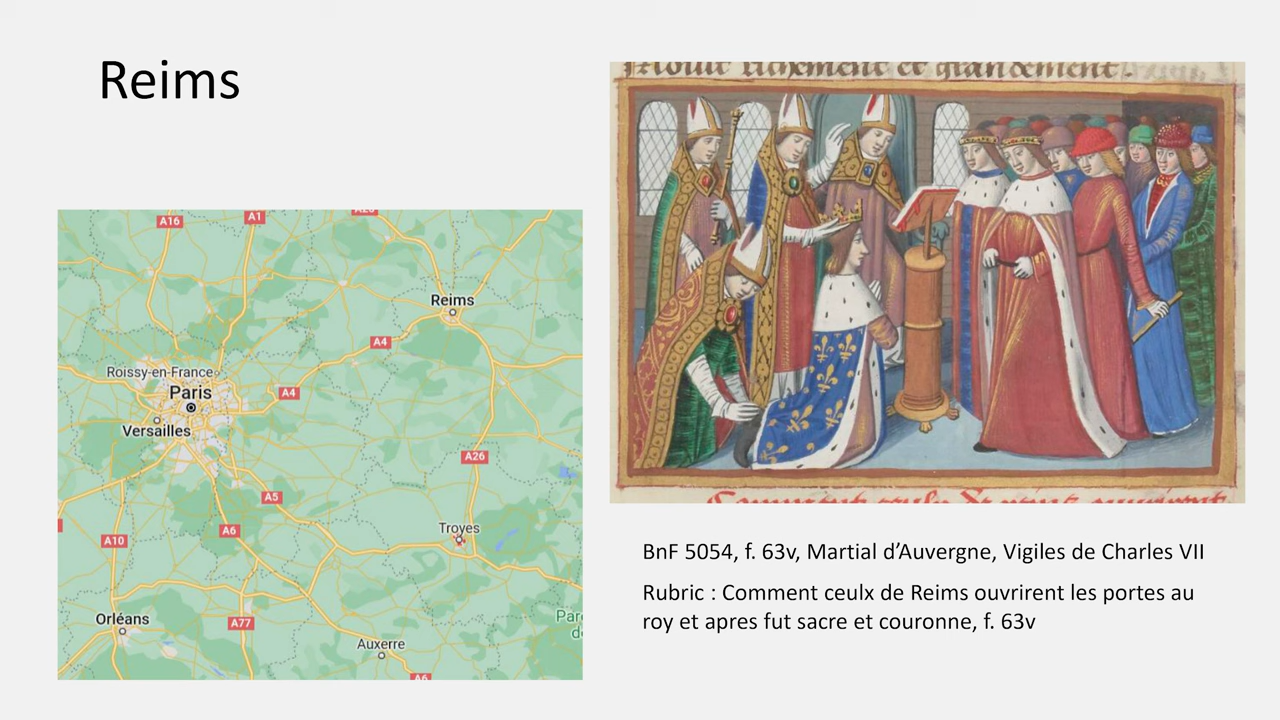 Reims
A16
A1
Reims
A4
Roissy-en-France
A4
Paris
Versailles
A26
A5
Troyes
A6
A10
Orléans
A77
Auxerre
A6
richement et grandement.
BnF 5054, f. 63v, Martial d’Auvergne, Vigiles de Charles VII
Rubric : Comment ceulx de Reims ouvrirent les portes au
roy et apres fut sacre et couronne, f. 63v